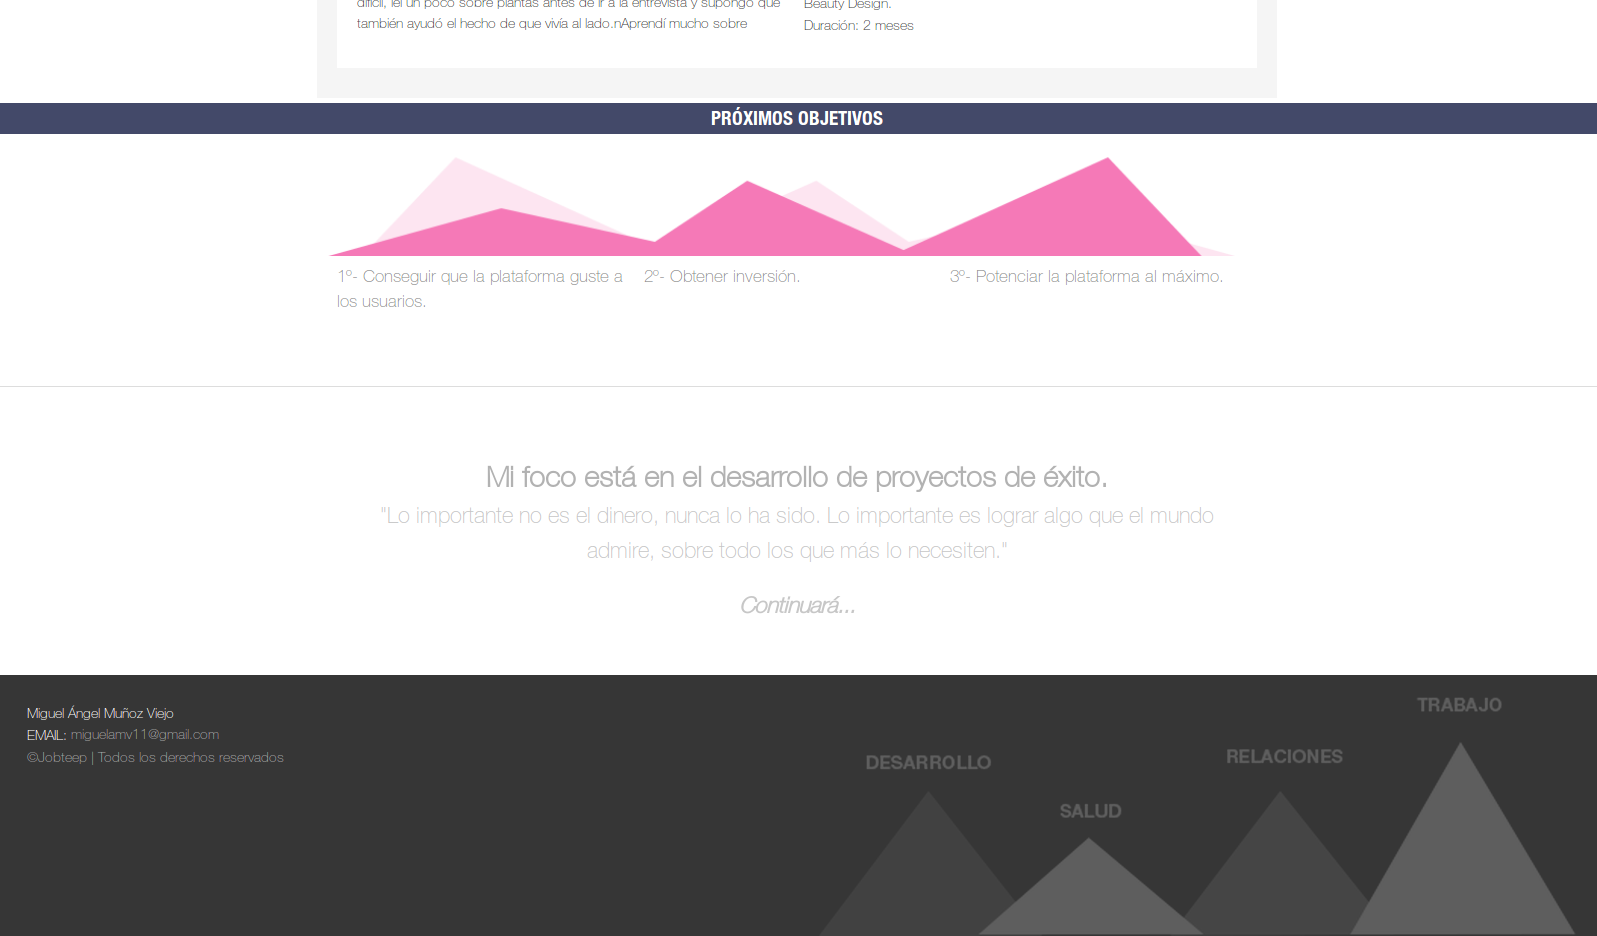 difícil, leí un poco sobre plantas antes de ir a la entrevista y supongo que
también ayudó el hecho de que vivía al lado.nAprendí mucho sobre
Beauty Design.
Duración: 2 meses
PRÓXIMOS OBJETIVOS
1º- Conseguir que la plataforma guste a
los usuarios.
2º- Obtener inversión.
3º- Potenciar la plataforma al máximo.
Mi foco está en el desarrollo de proyectos de éxito.
"Lo importante no es el dinero, nunca lo ha sido. Lo importante es lograr algo que el mundo
admire, sobre todo los que más lo necesiten."
Continuará...
Miguel Ángel Muñoz Viejo
EMAIL: miguelamv11@gmail.com
©Jobteep | Todos los derechos reservados
DESARROLLO
SALUD
RELACIONES
TRABAJO